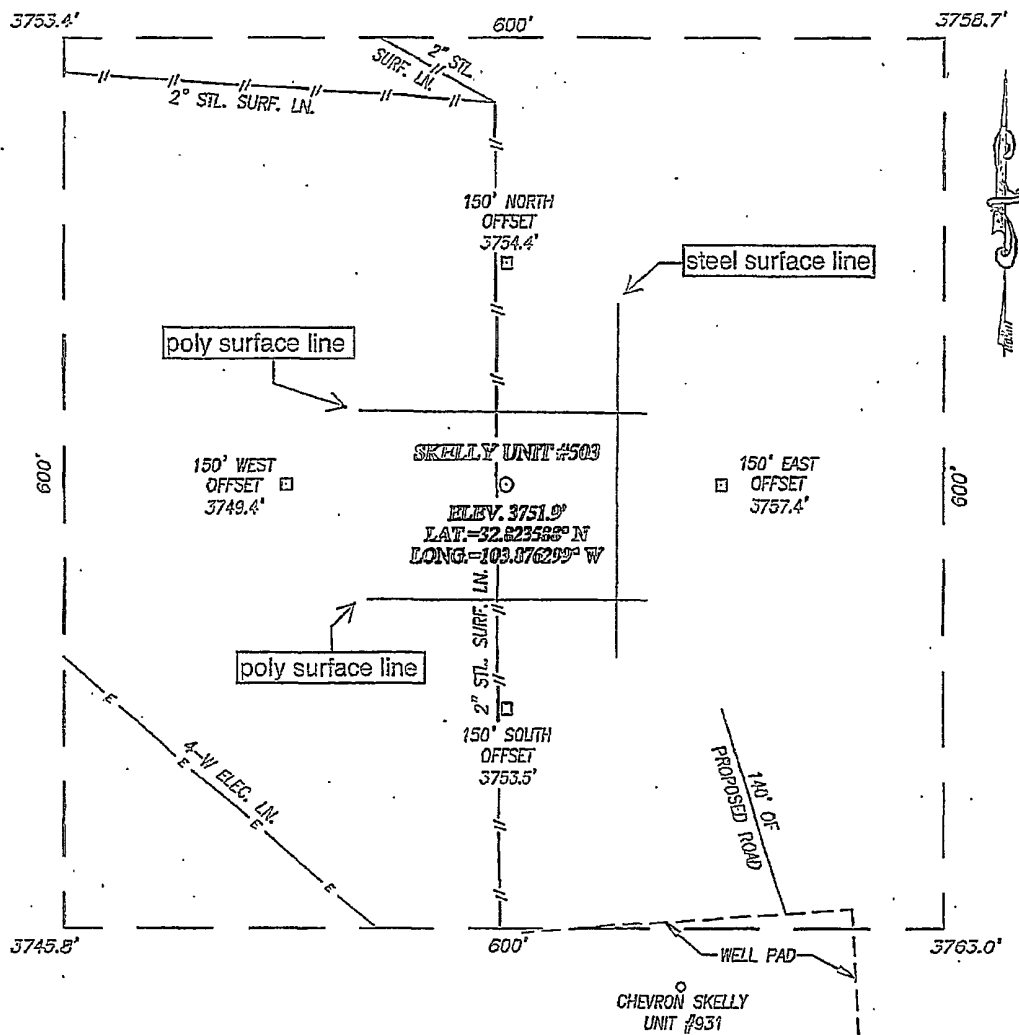 3753.4'
600'
3758.7'
2" STL.
SURF. LN.
2" STL. SURF. LN.
150' NORTH
OFFSET
3754.4'
steel surface line
poly surface line
SKELLY UNIT #503
600'
150' WEST
OFFSET
3749.4'
150' EAST
OFFSET
3757.4'
600'
ELEV. 3751.9'
LAT.=32.823588° N
LONG.=103.876299° W
2" STL. SURF. LN.
poly surface line
150' SOUTH
OFFSET
3753.5'
4-W ELEC. LN.
E
E
E
E
140' OF
PROPOSED ROAD
3745.8'
600'
3763.0'
WELL PAD
CHEVRON SKELLY
UNIT #931